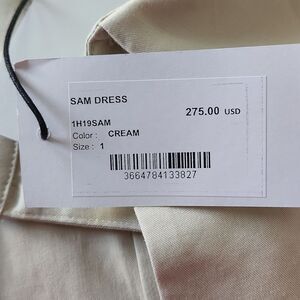 SAM DRESS
275.00 USD
1H19SAM
Color : CREAM
Size : 1
3664784133827